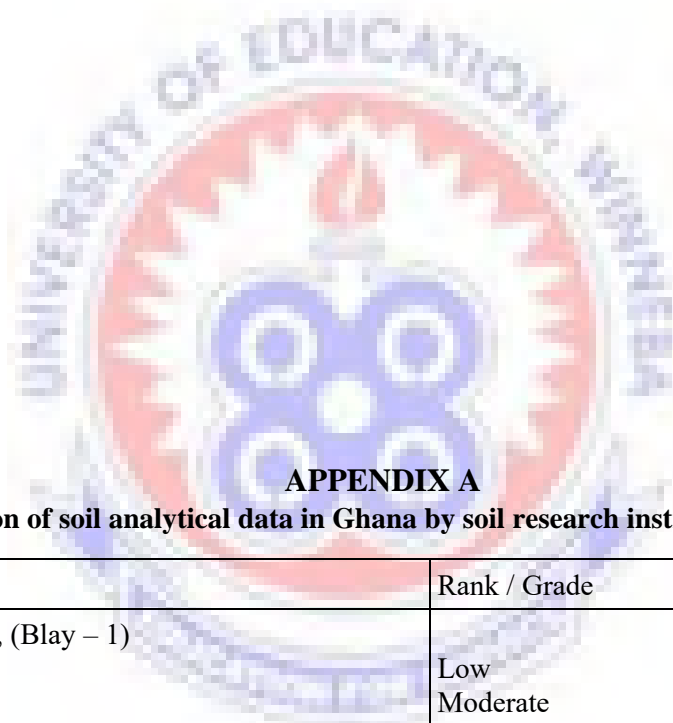 UNIVERSITY OF EDUCATION, WINNEBA
APPENDIX A
on of soil analytical data in Ghana by soil research inst
Rank / Grade
, (Blay – 1)
Low
Moderate